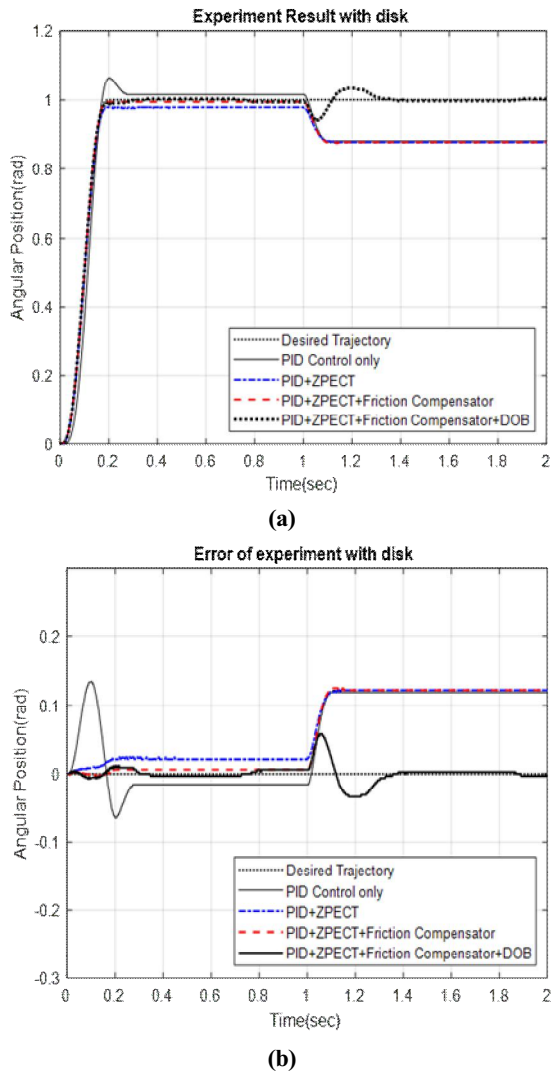 Experiment Result with disk
1.2
1
0.8
0.6
0.4
0.2
0
Angular Position(rad)
Desired Trajectory
PID Control only
PID+ZPECT
PID+ZPECT+Friction Compensator
PID+ZPECT+Friction Compensator+DOB
0 0.2 0.4 0.6 0.8 1 1.2 1.4 1.6 1.8 2
Time(sec)
(a)
Error of experiment with disk
0.2
0.1
0
-0.1
-0.2
-0.3
Angular Position(rad)
Desired Trajectory
PID Control only
PID+ZPECT
PID+ZPECT+Friction Compensator
PID+ZPECT+Friction Compensator+DOB
0 0.2 0.4 0.6 0.8 1 1.2 1.4 1.6 1.8 2
Time(sec)
(b)